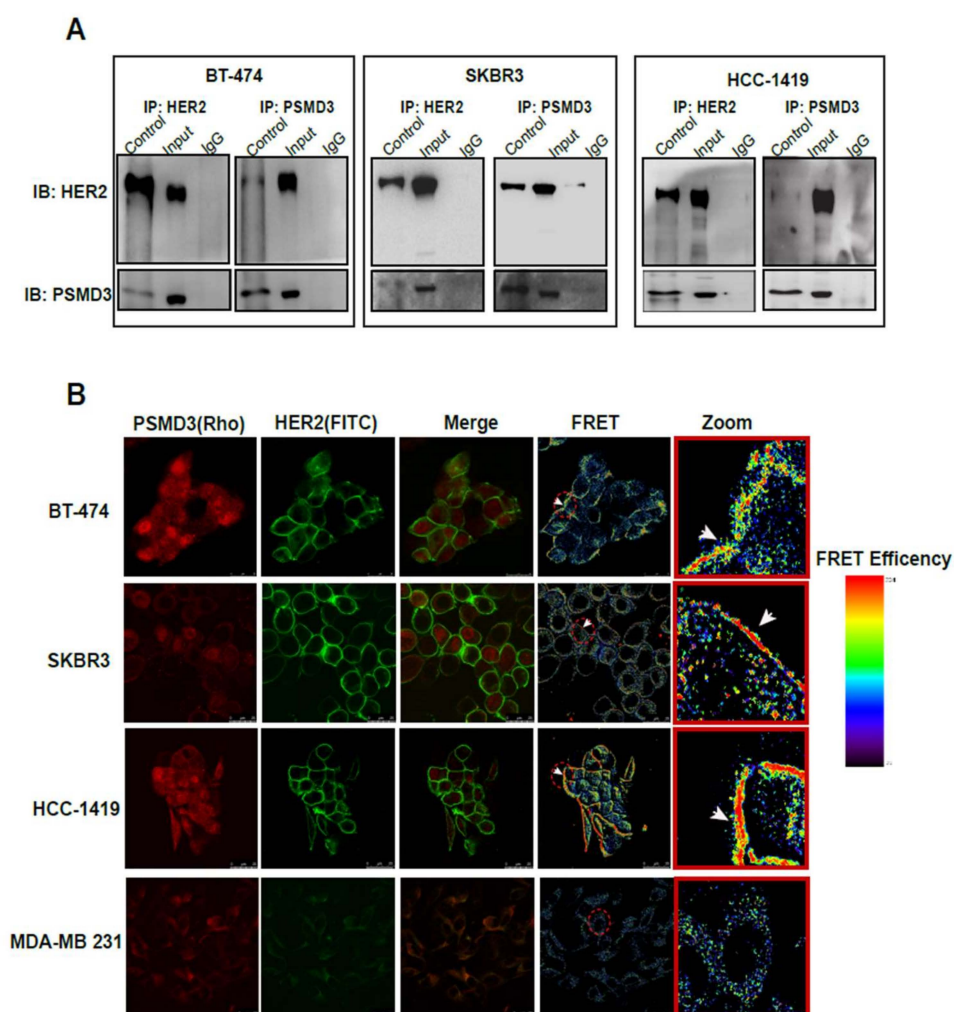 A
BT-474
SKBR3
HCC-1419
IP: HER2 IP: PSMD3
IP: HER2 IP: PSMD3
IP: HER2 IP: PSMD3
Control Input IgG Control Input IgG
Control Input IgG Control Input IgG
Control Input IgG Control Input IgG
IB: HER2
IB: PSMD3
B
PSMD3(Rho) HER2(FITC) Merge FRET Zoom
BT-474
FRET Efficency
SKBR3
HCC-1419
MDA-MB 231